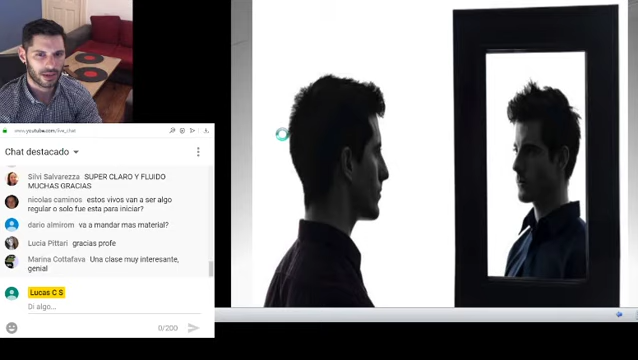 www.youtube.com/live_chat
Chat destacado
Silvi Salvarezza SUPER CLARO Y FLUIDO
MUCHAS GRACIAS
nicolas caminos estos vivos van a ser algo
regular o solo fue esta para iniciar?
dario almirom va a mandar mas material?
Lucia Pittari gracias profe
Marina Cottafava Una clase muy interesante,
genial
Lucas C S
Di algo...
0/200